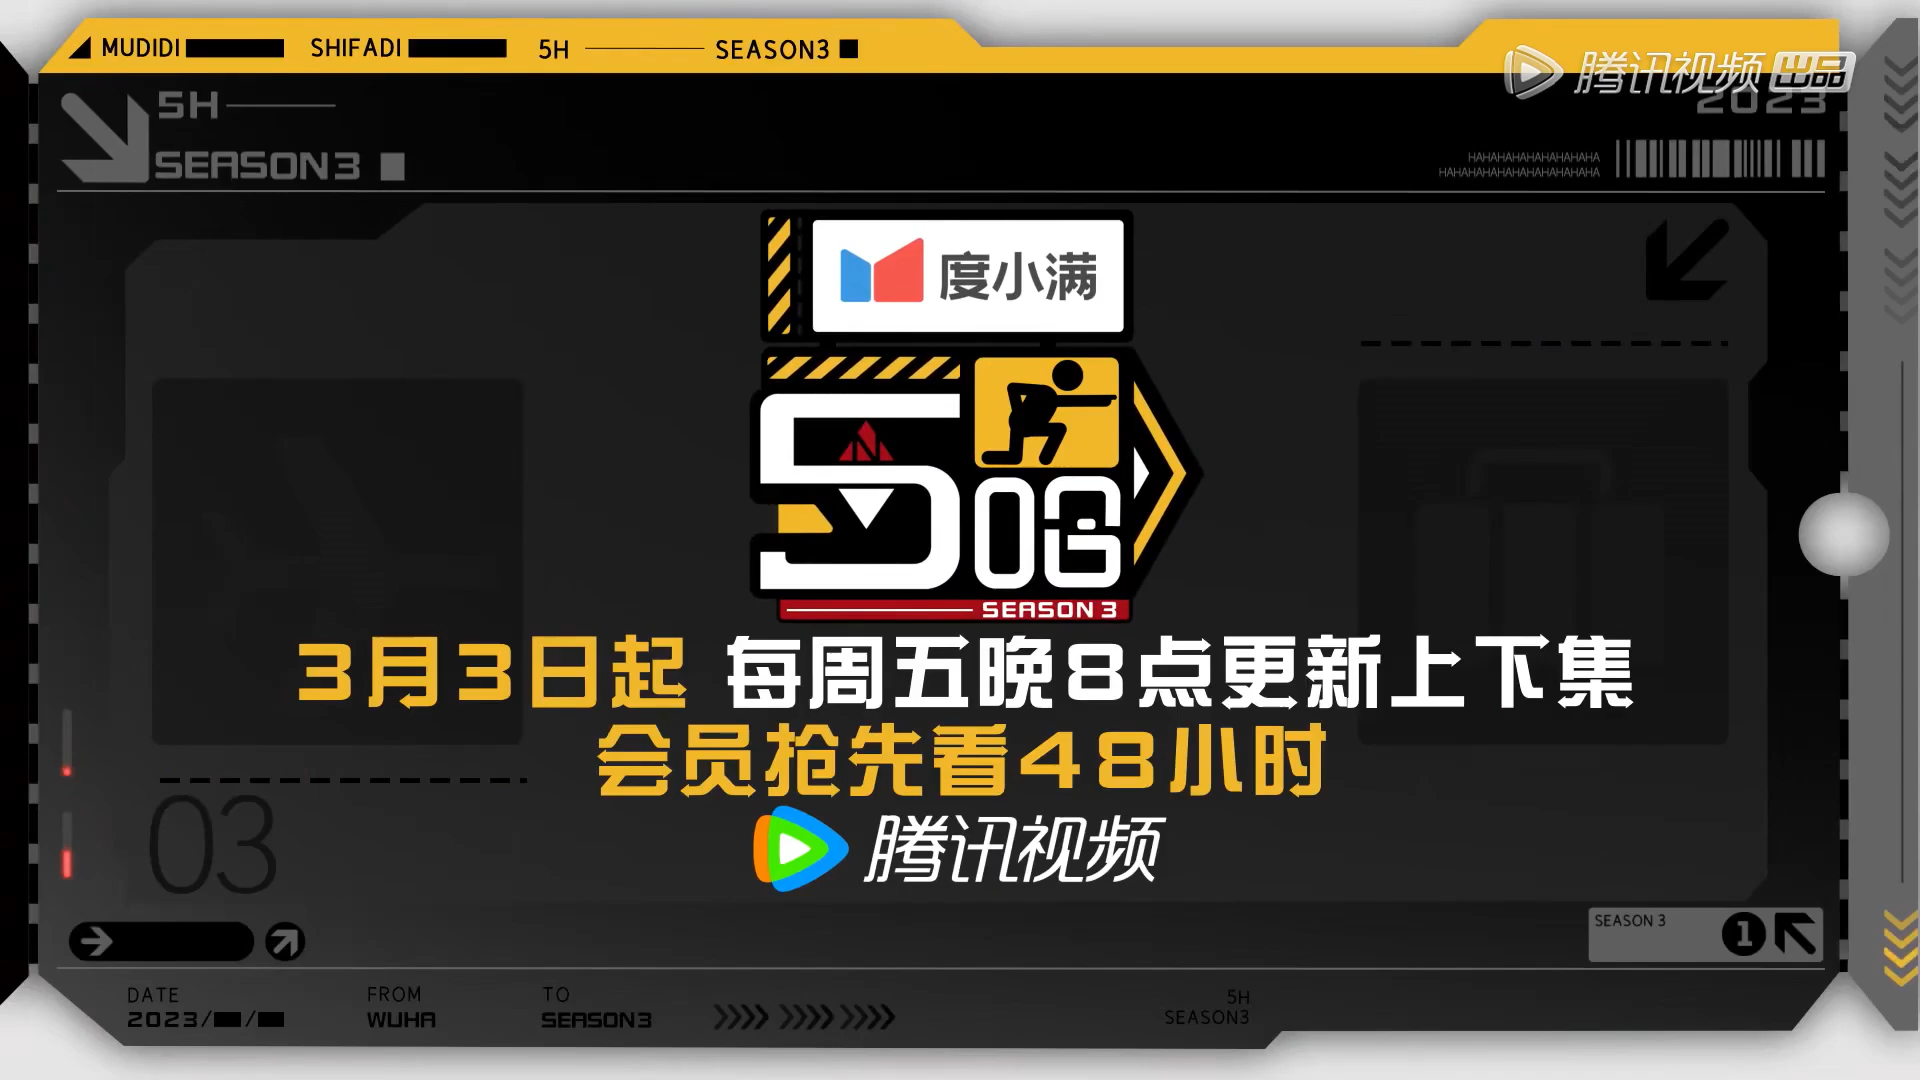 MUDIDI SHIFADI 5H SEASON3
腾讯视频 出品
5H
2023
SEASON3
HAHAHAHAHAHAHAHAHA
HAHAHAHAHAHAHAHAHAHAHA
度小满
5
08
SEASON 3
3月3日起 每周五晚8点更新上下集
会员抢先看48小时
腾讯视频
03
SEASON 3
1
DATE FROM TO
2023/ / WUHA SEASON3
5H
SEASON3